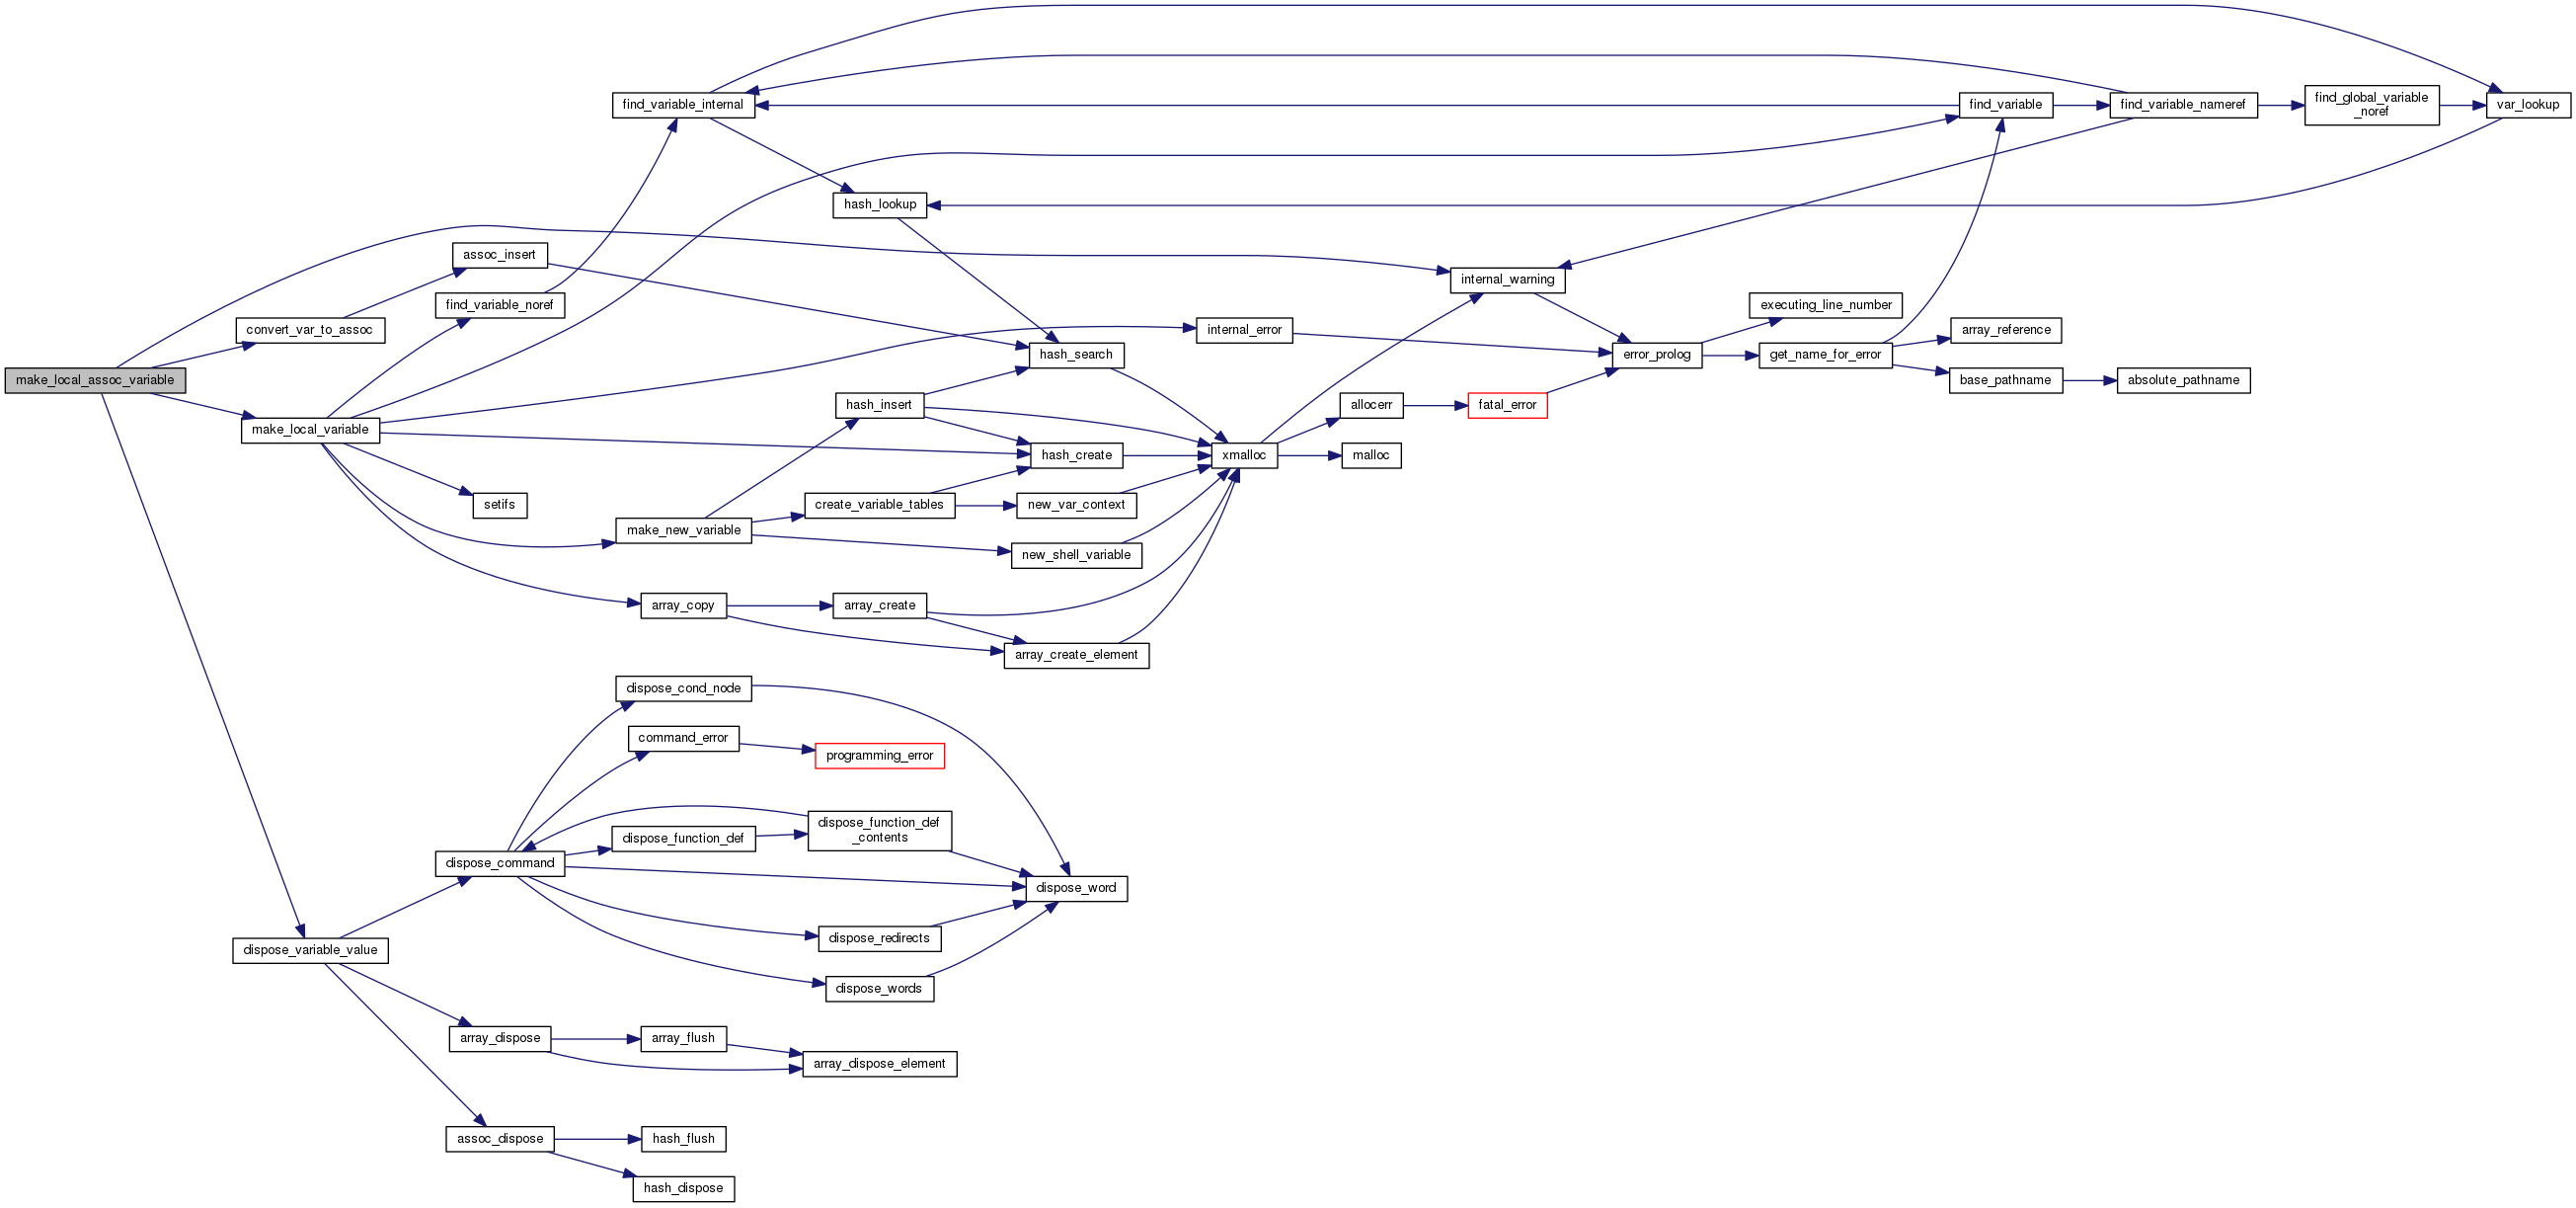 find_variable_internal
find_variable
find_variable_nameref
find_global_variable
_noref
var_lookup
hash_lookup
assoc_insert
internal_warning
find_variable_noref
executing_line_number
convert_var_to_assoc
internal_error
array_reference
hash_search
error_prolog
get_name_for_error
make_local_assoc_variable
base_pathname
absolute_pathname
hash_insert
allocerr
fatal_error
make_local_variable
hash_create
xmalloc
malloc
setifs
create_variable_tables
new_var_context
make_new_variable
new_shell_variable
array_copy
array_create
array_create_element
dispose_cond_node
command_error
programming_error
dispose_function_def
dispose_function_def
_contents
dispose_command
dispose_word
dispose_redirects
dispose_variable_value
dispose_words
array_dispose
array_flush
array_dispose_element
assoc_dispose
hash_flush
hash_dispose